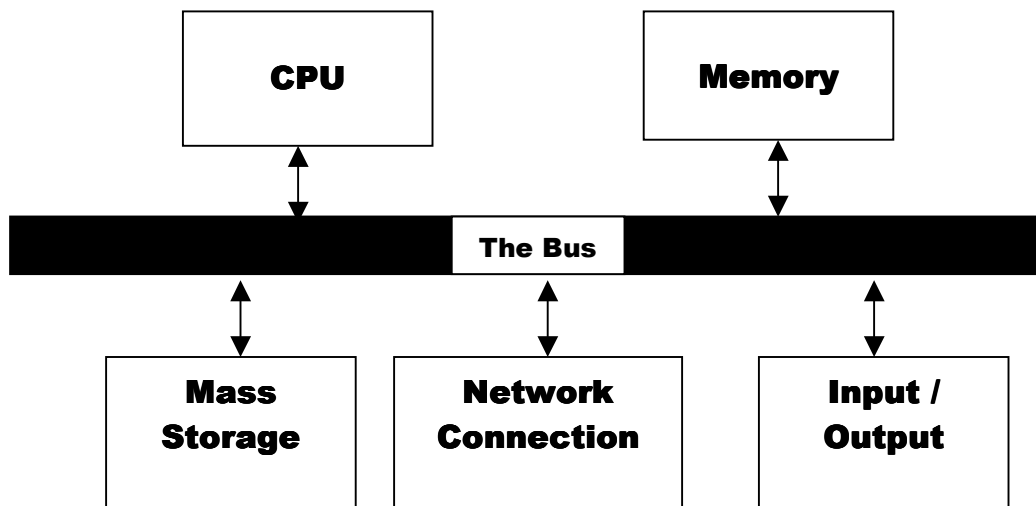 CPU
Memory
The Bus
Mass
Storage
Network
Connection
Input /
Output